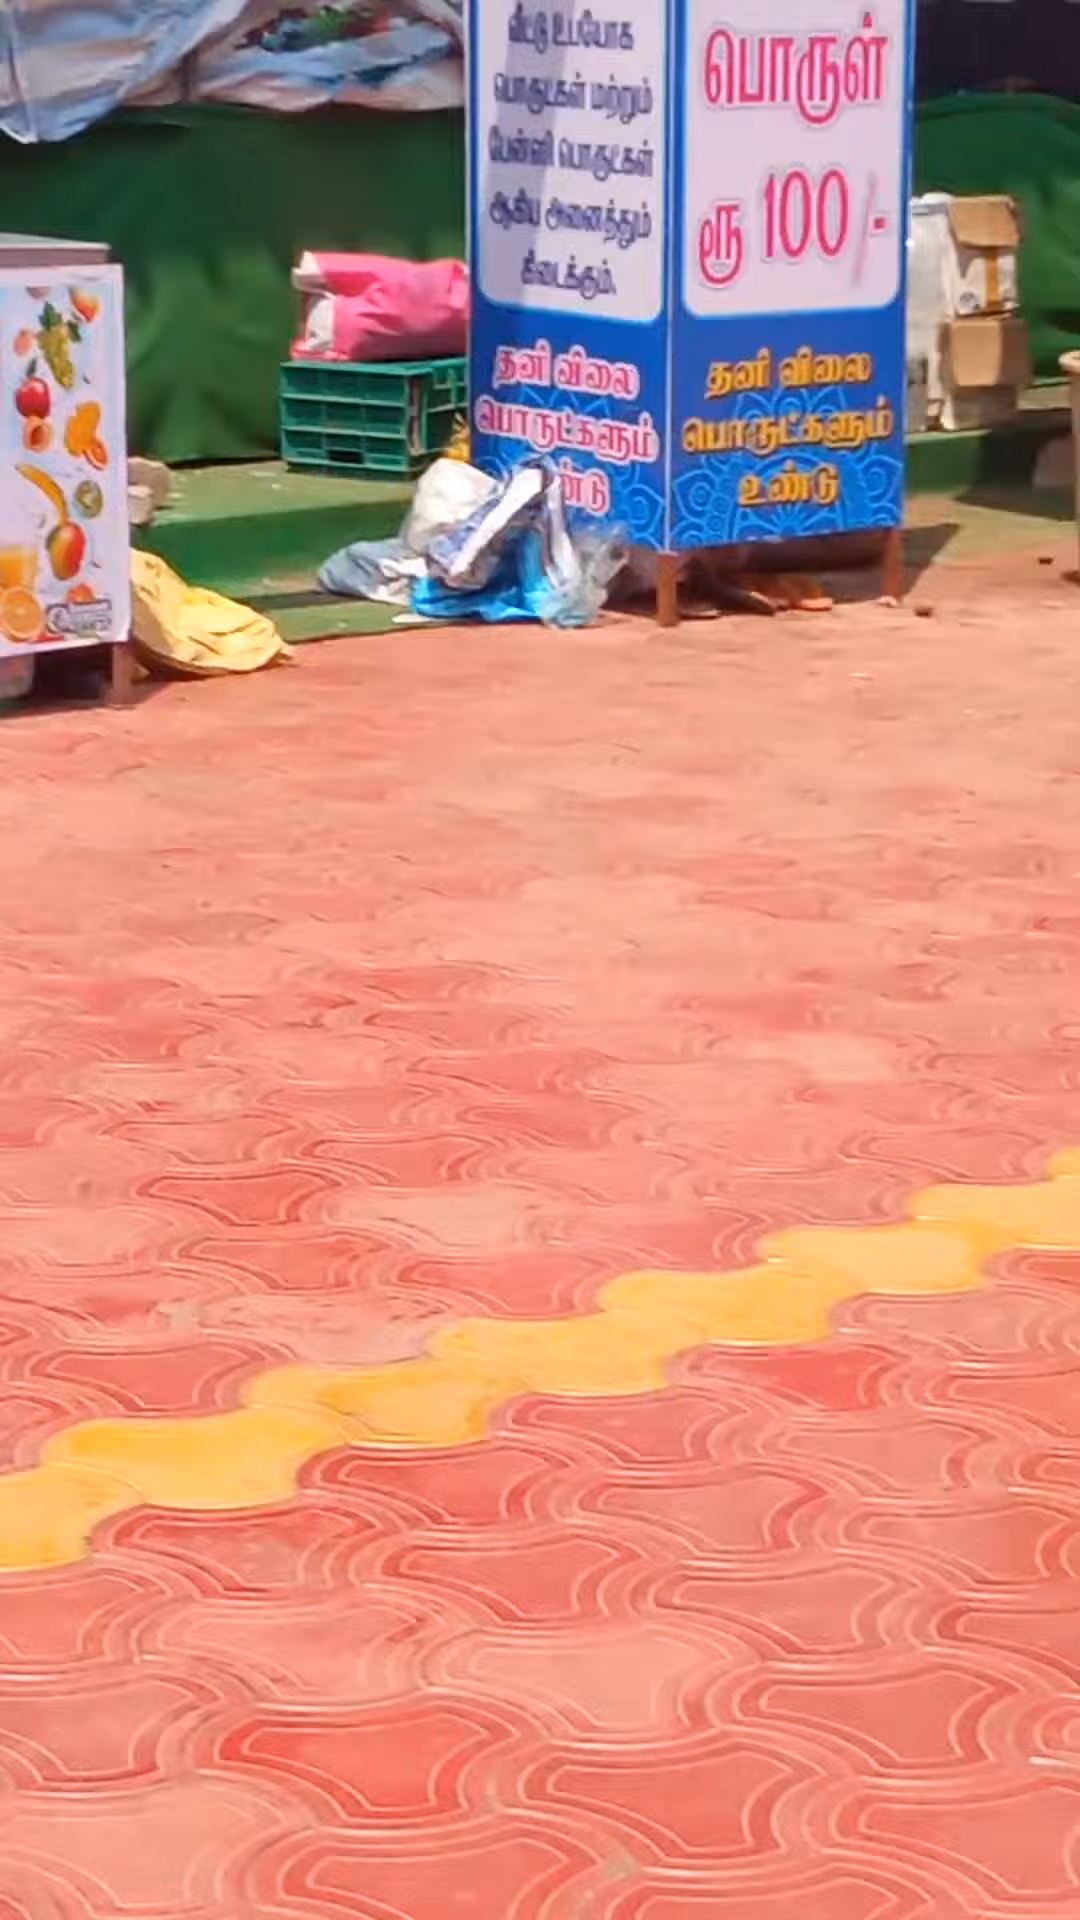 வீட்டு உபயோக
பொருட்கள் மற்றும்
பேன்ஸி பொருட்கள்
ஆகிய அனைத்தும்
கிடைக்கும்.
தனி விலை
பொருட்களும்
ண்டு
பொருள்
ரூ 100/-
தனி விலை
பொருட்களும்
உண்டு